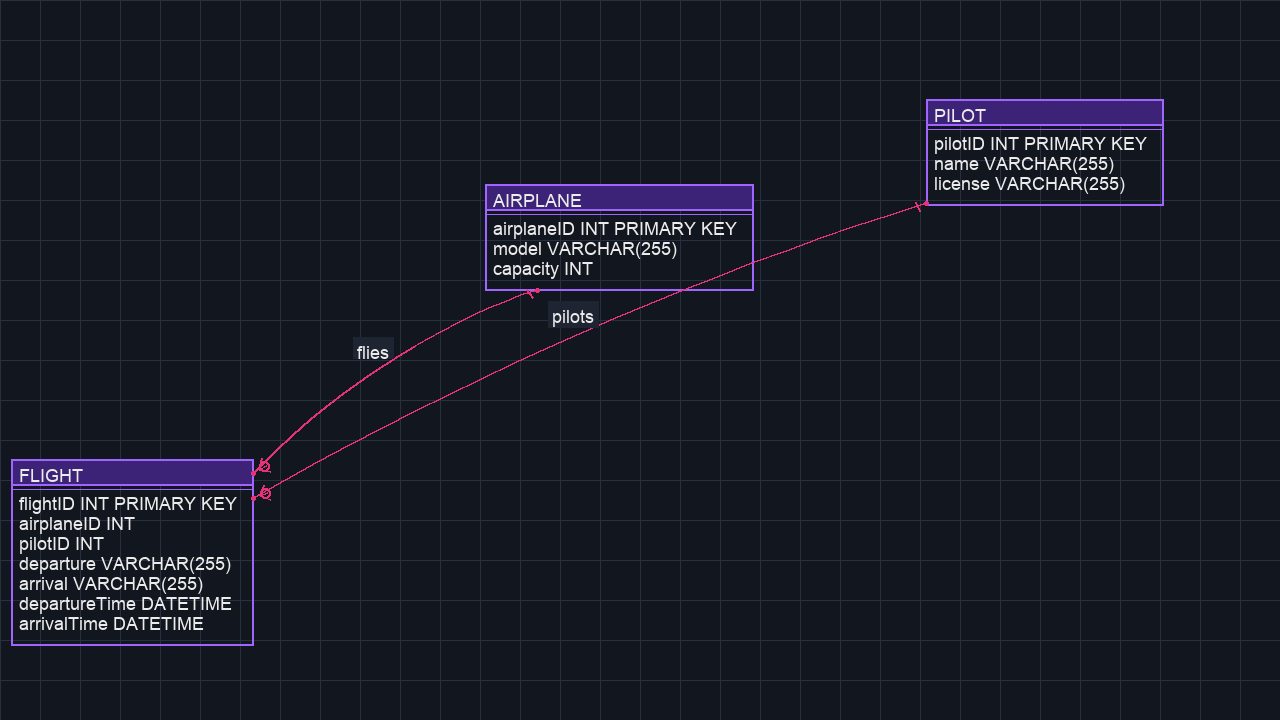 PILOT
pilotID INT PRIMARY KEY
name VARCHAR(255)
license VARCHAR(255)
AIRPLANE
airplaneID INT PRIMARY KEY
model VARCHAR(255)
capacity INT
pilots
flies
FLIGHT
flightID INT PRIMARY KEY
airplaneID INT
pilotID INT
departure VARCHAR(255)
arrival VARCHAR(255)
departureTime DATETIME
arrivalTime DATETIME